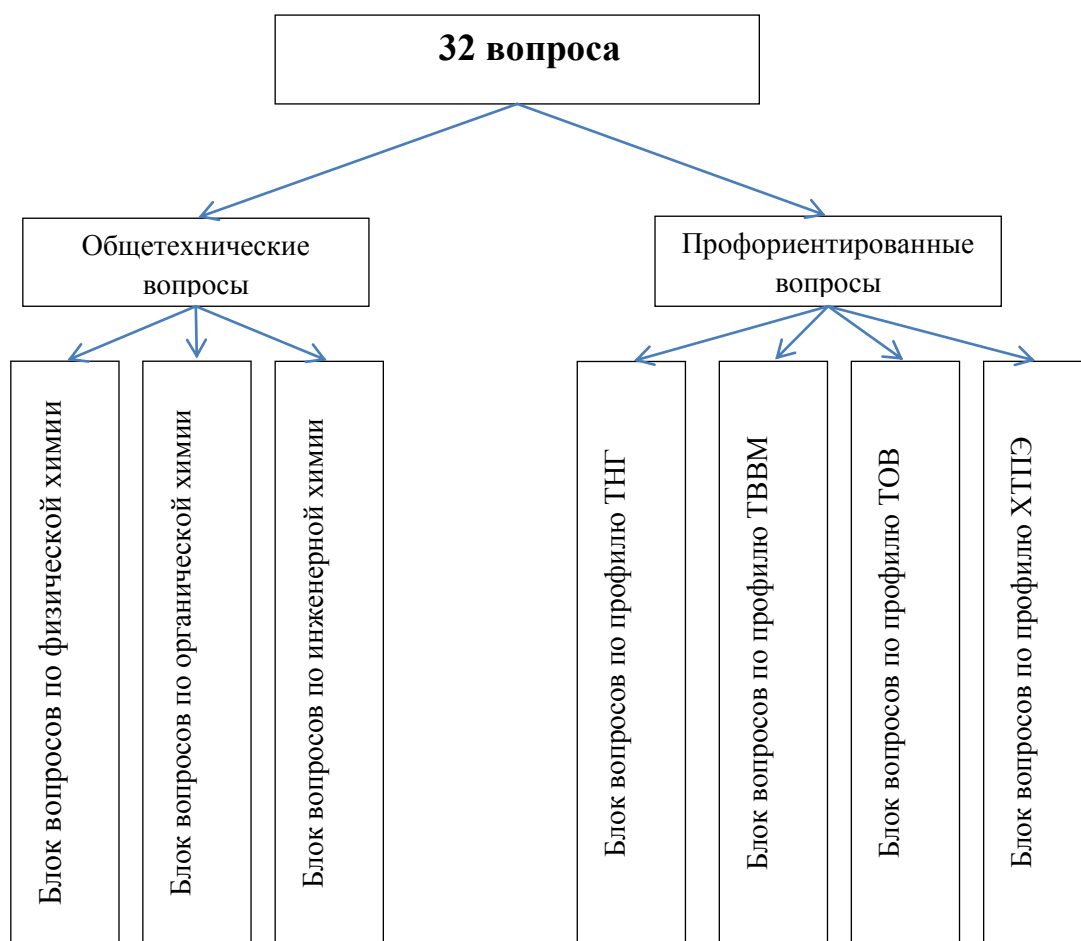 32 вопроса
Общетехнические
вопросы
Профориентированные
вопросы
Блок вопросов по физической химии
Блок вопросов по органической химии
Блок вопросов по инженерной химии
Блок вопросов по профилю ТНГ
Блок вопросов по профилю ТВВМ
Блок вопросов по профилю ТОВ
Блок вопросов по профилю ХТПЭ